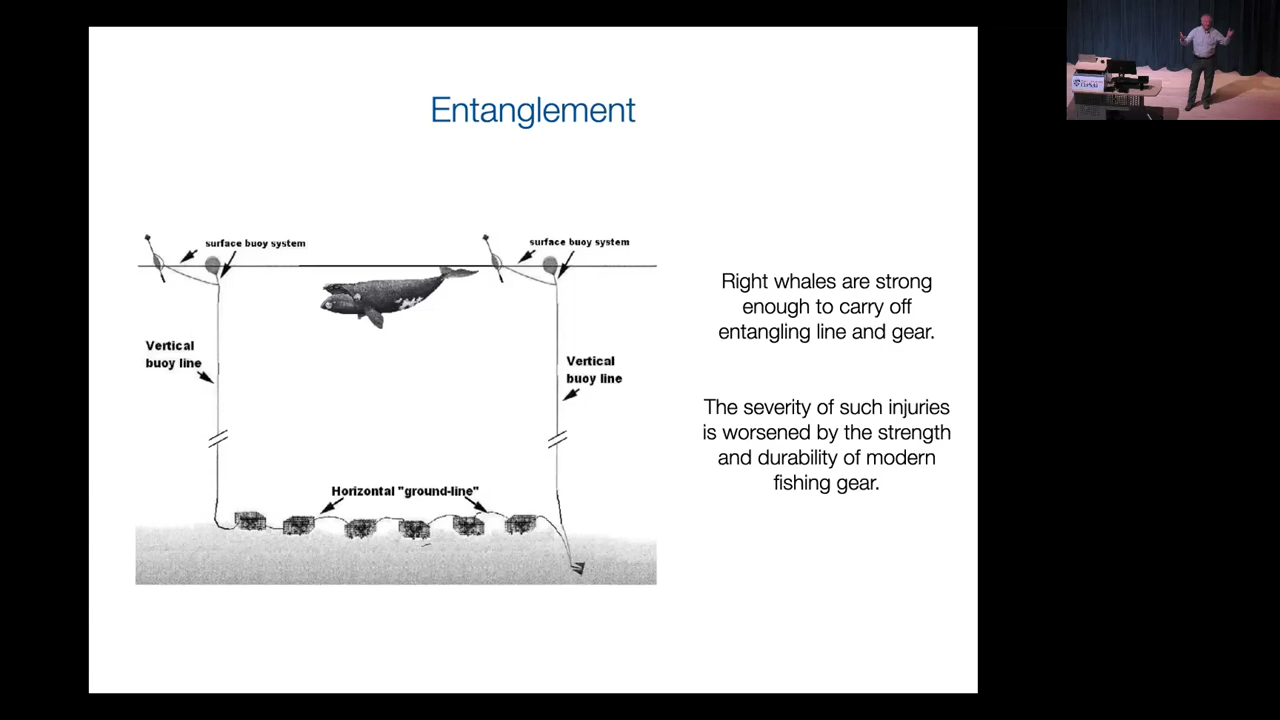 Entanglement
surface buoy system
surface buoy system
Vertical
buoy line
Vertical
buoy line
Horizontal "ground-line"
Right whales are strong
enough to carry off
entangling line and gear.
The severity of such injuries
is worsened by the strength
and durability of modern
fishing gear.